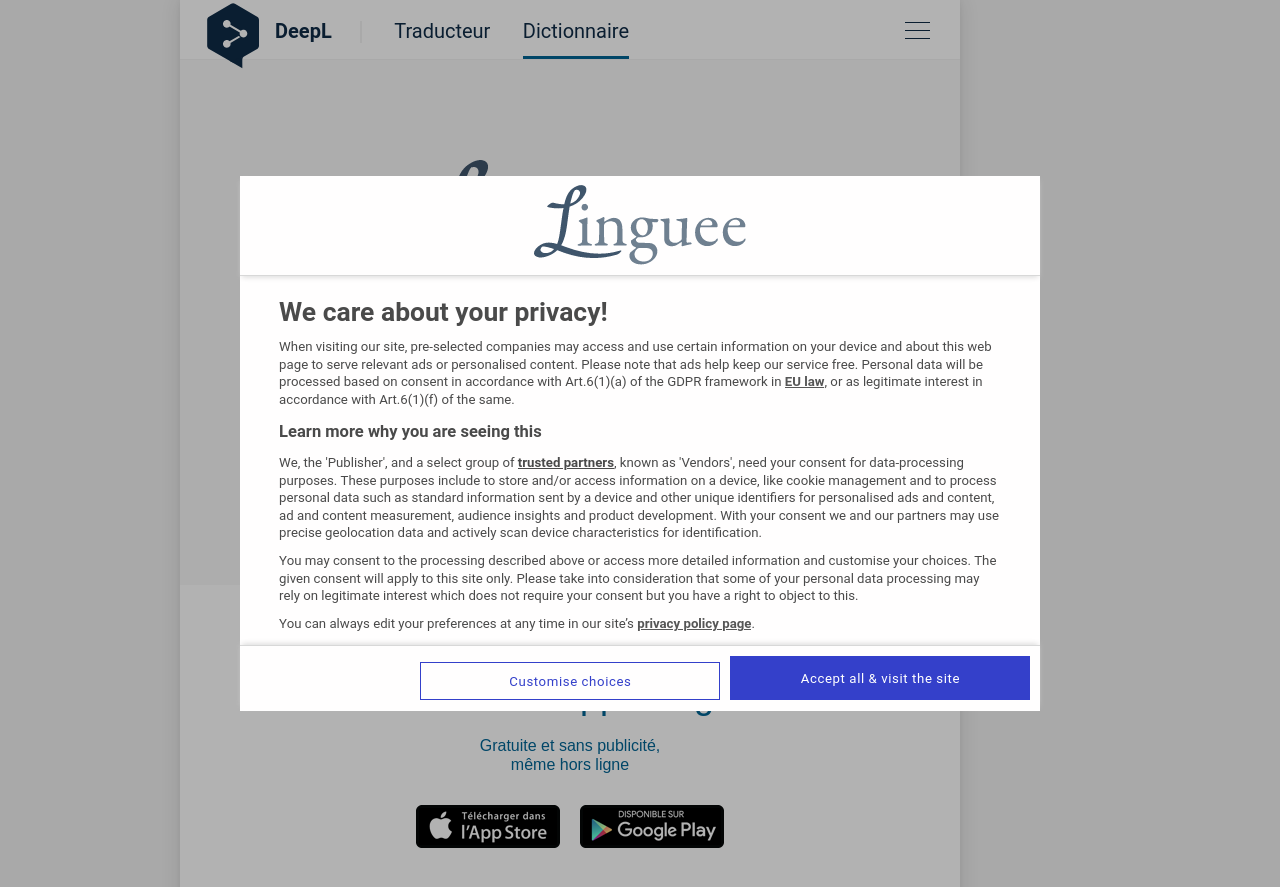 DeepL
Traducteur
Dictionnaire
Linguee
We care about your privacy!
When visiting our site, pre-selected companies may access and use certain information on your device and about this web
page to serve relevant ads or personalised content. Please note that ads help keep our service free. Personal data will be
processed based on consent in accordance with Art.6(1)(a) of the GDPR framework in EU law, or as legitimate interest in
accordance with Art.6(1)(f) of the same.
Learn more why you are seeing this
We, the 'Publisher', and a select group of trusted partners, known as 'Vendors', need your consent for data-processing
purposes. These purposes include to store and/or access information on a device, like cookie management and to process
personal data such as standard information sent by a device and other unique identifiers for personalised ads and content,
ad and content measurement, audience insights and product development. With your consent we and our partners may use
precise geolocation data and actively scan device characteristics for identification.
You may consent to the processing described above or access more detailed information and customise your choices. The
given consent will apply to this site only. Please take into consideration that some of your personal data processing may
rely on legitimate interest which does not require your consent but you have a right to object to this.
You can always edit your preferences at any time in our site’s privacy policy page.
Customise choices
Accept all & visit the site
Gratuite et sans publicité,
même hors ligne
Télécharger dans
l'App Store
DISPONIBLE SUR
Google Play